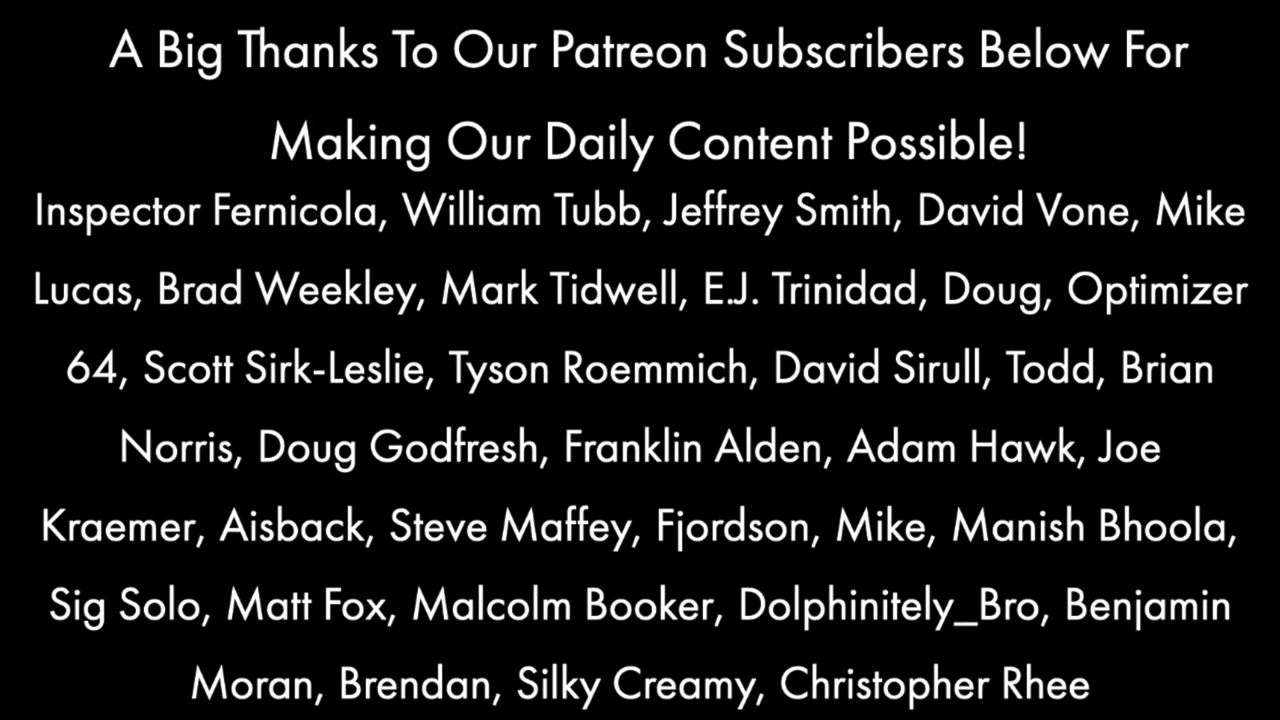 A Big Thanks To Our Patreon Subscribers Below For
Making Our Daily Content Possible!
Inspector Fernicola, William Tubb, Jeffrey Smith, David Vone, Mike
Lucas, Brad Weekley, Mark Tidwell, E.J. Trinidad, Doug, Optimizer
64, Scott Sirk-Leslie, Tyson Roemmich, David Sirull, Todd, Brian
Norris, Doug Godfresh, Franklin Alden, Adam Hawk, Joe
Kraemer, Aisback, Steve Maffey, Fjordson, Mike, Manish Bhoola,
Sig Solo, Matt Fox, Malcolm Booker, Dolphinitely_Bro, Benjamin
Moran, Brendan, Silky Creamy, Christopher Rhee